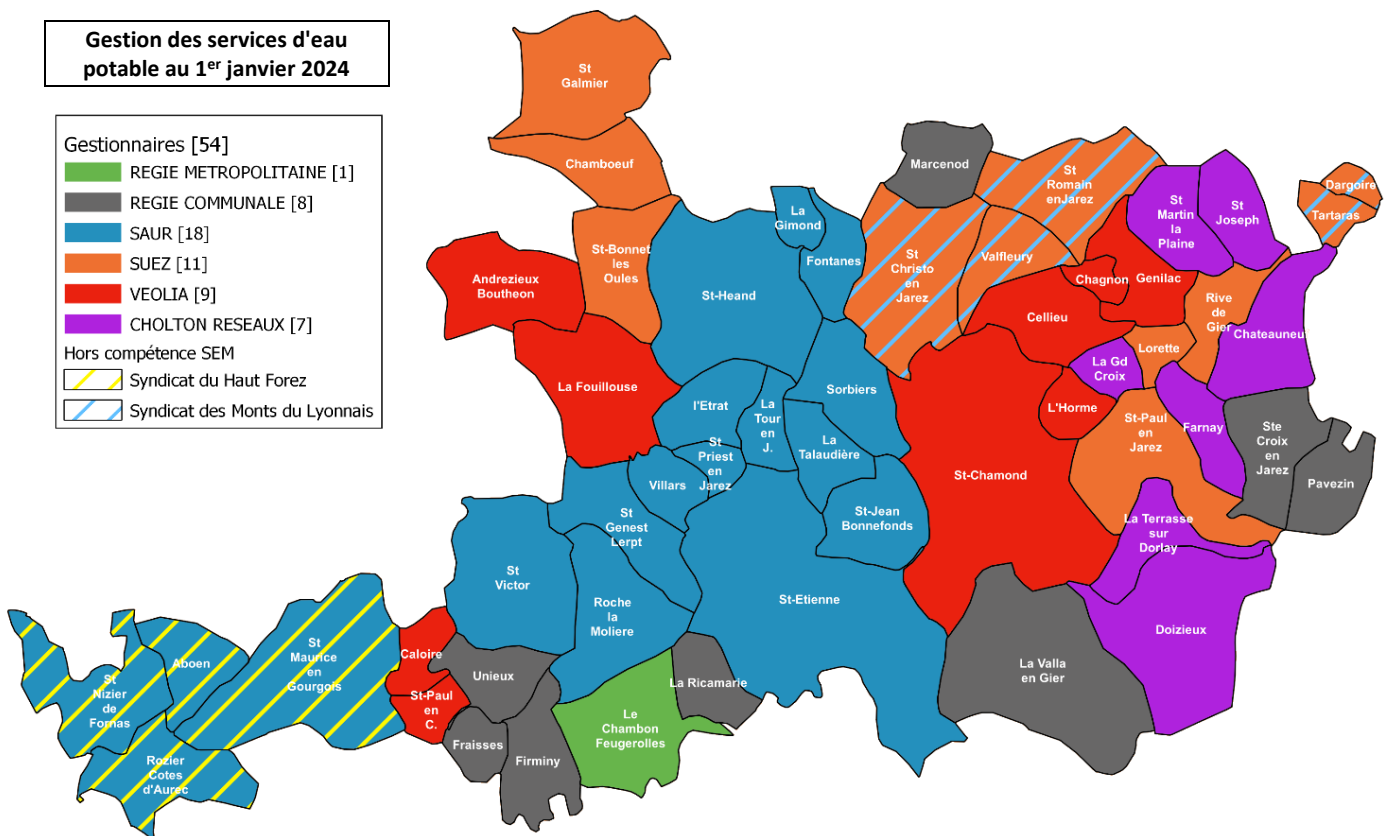 Gestion des services d'eau
potable au 1er janvier 2024
Gestionnaires [54]
REGIE METROPOLITAINE [1]
REGIE COMMUNALE [8]
SAUR [18]
SUEZ [11]
VEOLIA [9]
CHOLTON RESEAUX [7]
Hors compétence SEM
Syndicat du Haut Forez
Syndicat des Monts du Lyonnais
St
Galmier
Chamboeuf
St-Bonnet
les
Oules
Andrezieux
Boutheon
La Fouillouse
St-Heand
La
Gimond
Fontanes
Marcenod
St
Christo
en
Jarez
St
Romain
enJarez
Valfleury
St
Martin
la
Plaine
St
Joseph
Dargoire
Tartaras
Chagnon
Genilac
Cellieu
Rive
de
Gier
Chateauneu
Lorette
La Gd
Croix
L'Horme
St-Paul
en
Jarez
Farnay
Ste
Croix
en
Jarez
Pavezin
St-Chamond
La Terrasse
sur
Dorlay
Doizieux
La Valla
en Gier
Sorbiers
l'Etrat
La
Tour
en
J.
La
Talaudière
St
Priest
en
Jarez
Villars
St-Jean
Bonnefonds
St
Genest
Lerpt
St
Victor
Roche
la
Moliere
St-Etienne
La Ricamarie
Le
Chambon
Feugerolles
Unieux
Fraisses
Firminy
Caloire
St-Paul
en
C.
St
Maurice
en
Gourgois
Aboen
St
Nizier
de
Fornas
Rozier
Cotes
d'Aurec